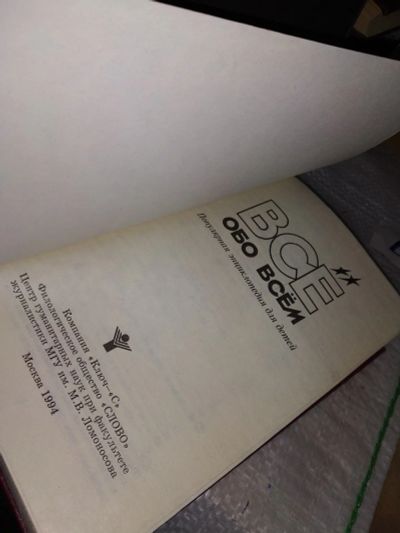 ВСЁ
ОБО ВСЁМ
Популярная энциклопедия для детей
Компания «Ключ—С»
Филологическое общество «СЛОВО»
Центр гуманитарных наук при факультете
журналистики МГУ им. М.В. Ломоносова
Москва 1994